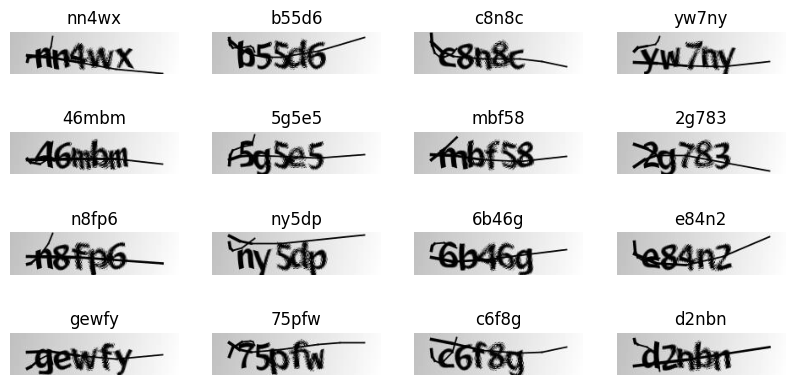 nn4wx b55d6 c8n8c yw7ny
nn4wx b55d6 c8n8c yw7ny
46mbm 5g5e5 mbf58 2g783
46mbm 5g5e5 mbf58 2g783
n8fp6 ny5dp 6b46g e84n2
n8fp6 ny5dp 6b46g e84n2
gewfy 75pfw c6f8g d2nbn
gewfy 75pfw c6f8g d2nbn